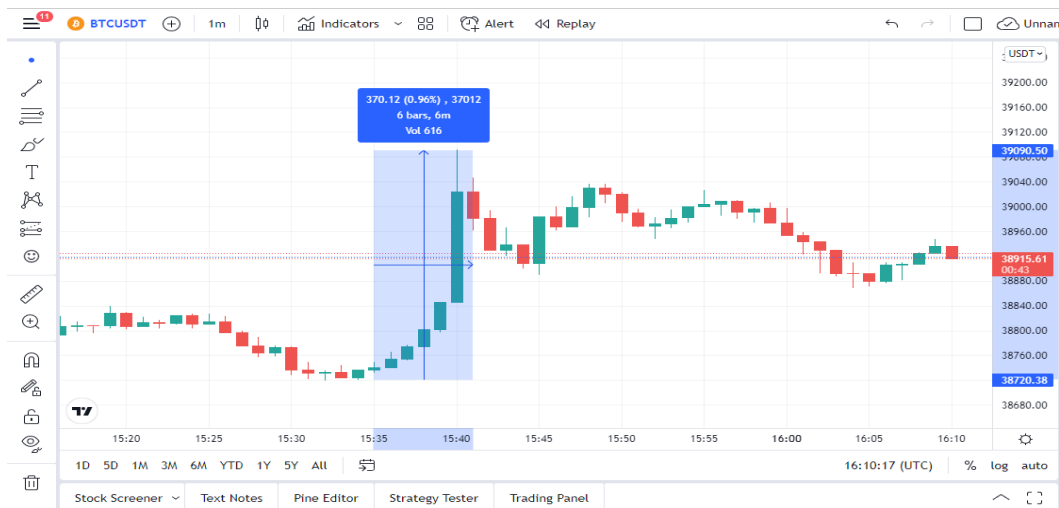 11
BTCUSDT
1m
Indicators
Alert
Replay
Unnan
USDT
370.12 (0.96%) , 37012
6 bars, 6m
Vol 616
39200.00
39160.00
39120.00
39090.50
39080.00
39040.00
39000.00
38960.00
38915.61
00:43
38880.00
38840.00
38800.00
38760.00
38720.38
38680.00
15:20 15:25 15:30 15:35 15:40 15:45 15:50 15:55 16:00 16:05 16:10
1D 5D 1M 3M 6M YTD 1Y 5Y All
16:10:17 (UTC) % log auto
Stock Screener Text Notes Pine Editor Strategy Tester Trading Panel